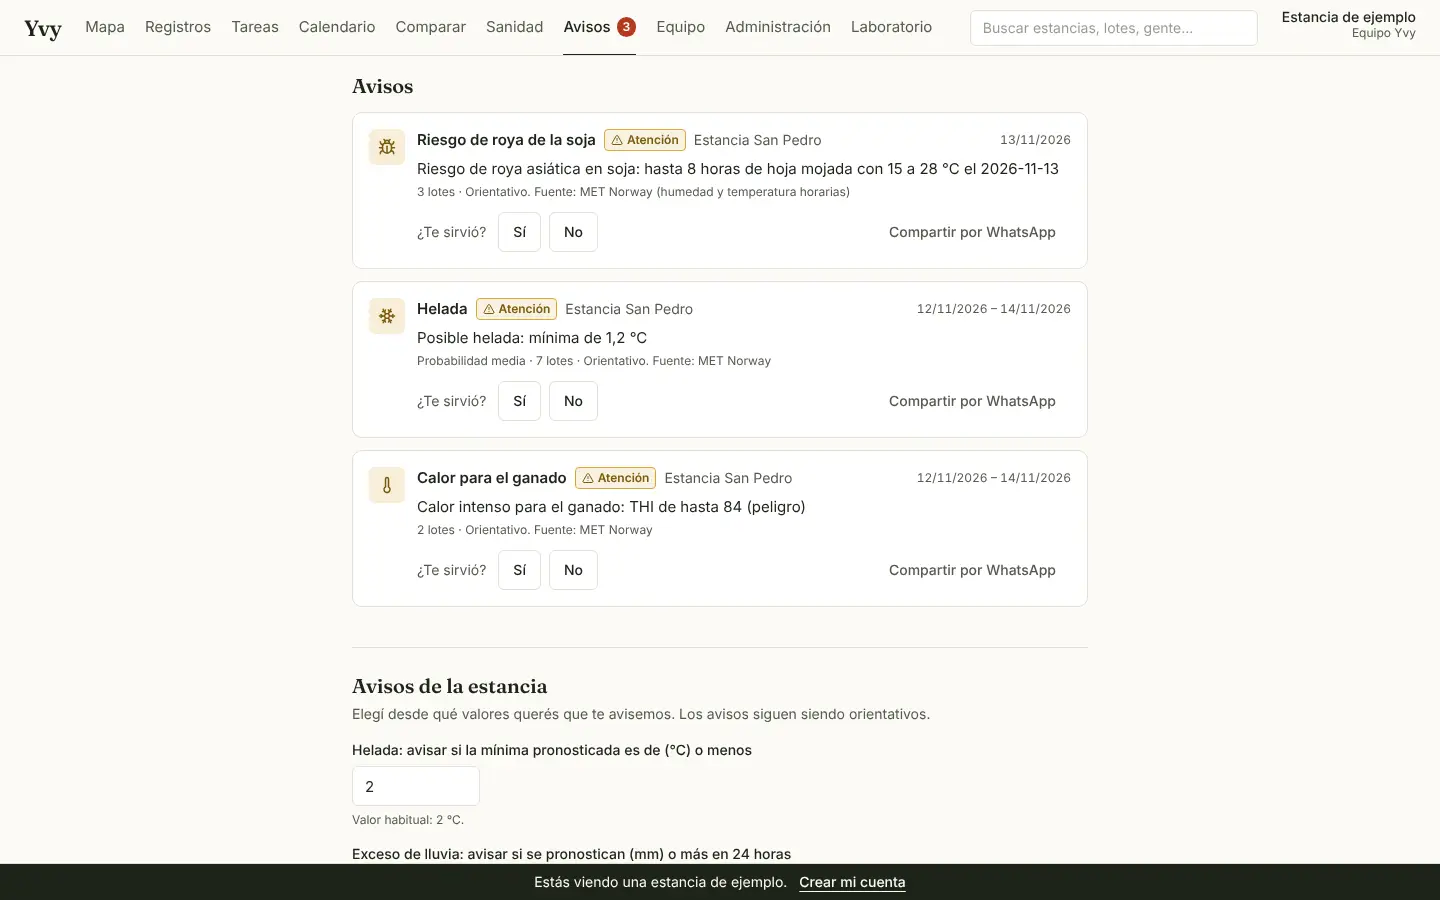 Yvy Mapa Registros Tareas Calendario Comparar Sanidad Avisos 3 Equipo Administración Laboratorio Buscar estancias, lotes, gente... Estancia de ejemplo
Equipo Yvy
Avisos
Riesgo de roya de la soja Atención Estancia San Pedro 13/11/2026
Riesgo de roya asiática en soja: hasta 8 horas de hoja mojada con 15 a 28 °C el 2026-11-13
3 lotes · Orientativo. Fuente: MET Norway (humedad y temperatura horarias)
¿Te sirvió? Sí No Compartir por WhatsApp
Helada Atención Estancia San Pedro 12/11/2026 – 14/11/2026
Posible helada: mínima de 1,2 °C
Probabilidad media · 7 lotes · Orientativo. Fuente: MET Norway
¿Te sirvió? Sí No Compartir por WhatsApp
Calor para el ganado Atención Estancia San Pedro 12/11/2026 – 14/11/2026
Calor intenso para el ganado: THI de hasta 84 (peligro)
2 lotes · Orientativo. Fuente: MET Norway
¿Te sirvió? Sí No Compartir por WhatsApp
Avisos de la estancia
Elegí desde qué valores querés que te avisemos. Los avisos siguen siendo orientativos.
Helada: avisar si la mínima pronosticada es de (°C) o menos
2
Valor habitual: 2 °C.
Exceso de lluvia: avisar si se pronostican (mm) o más en 24 horas
Estás viendo una estancia de ejemplo. Crear mi cuenta